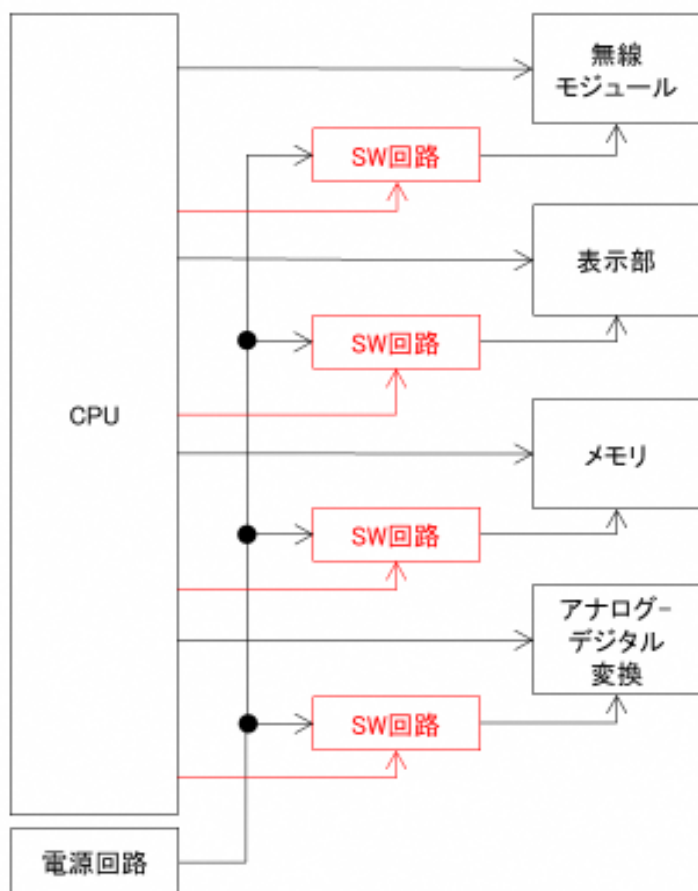 無線
モジュール
SW回路
表示部
SW回路
CPU
メモリ
SW回路
アナログ-
デジタル
変換
SW回路
電源回路